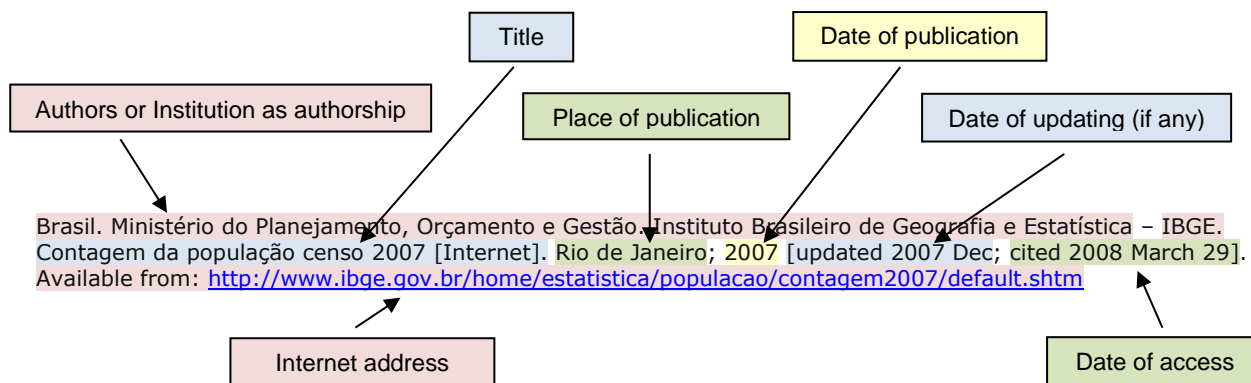 Title
Date of publication
Authors or Institution as authorship
Place of publication
Date of updating (if any)
Brasil. Ministério do Planejamento, Orçamento e Gestão. Instituto Brasileiro de Geografia e Estatística – IBGE.
Contagem da população censo 2007 [Internet]. Rio de Janeiro; 2007 [updated 2007 Dec; cited 2008 March 29].
Available from: http://www.ibge.gov.br/home/estatistica/populacao/contagem2007/default.shtm
Internet address
Date of access